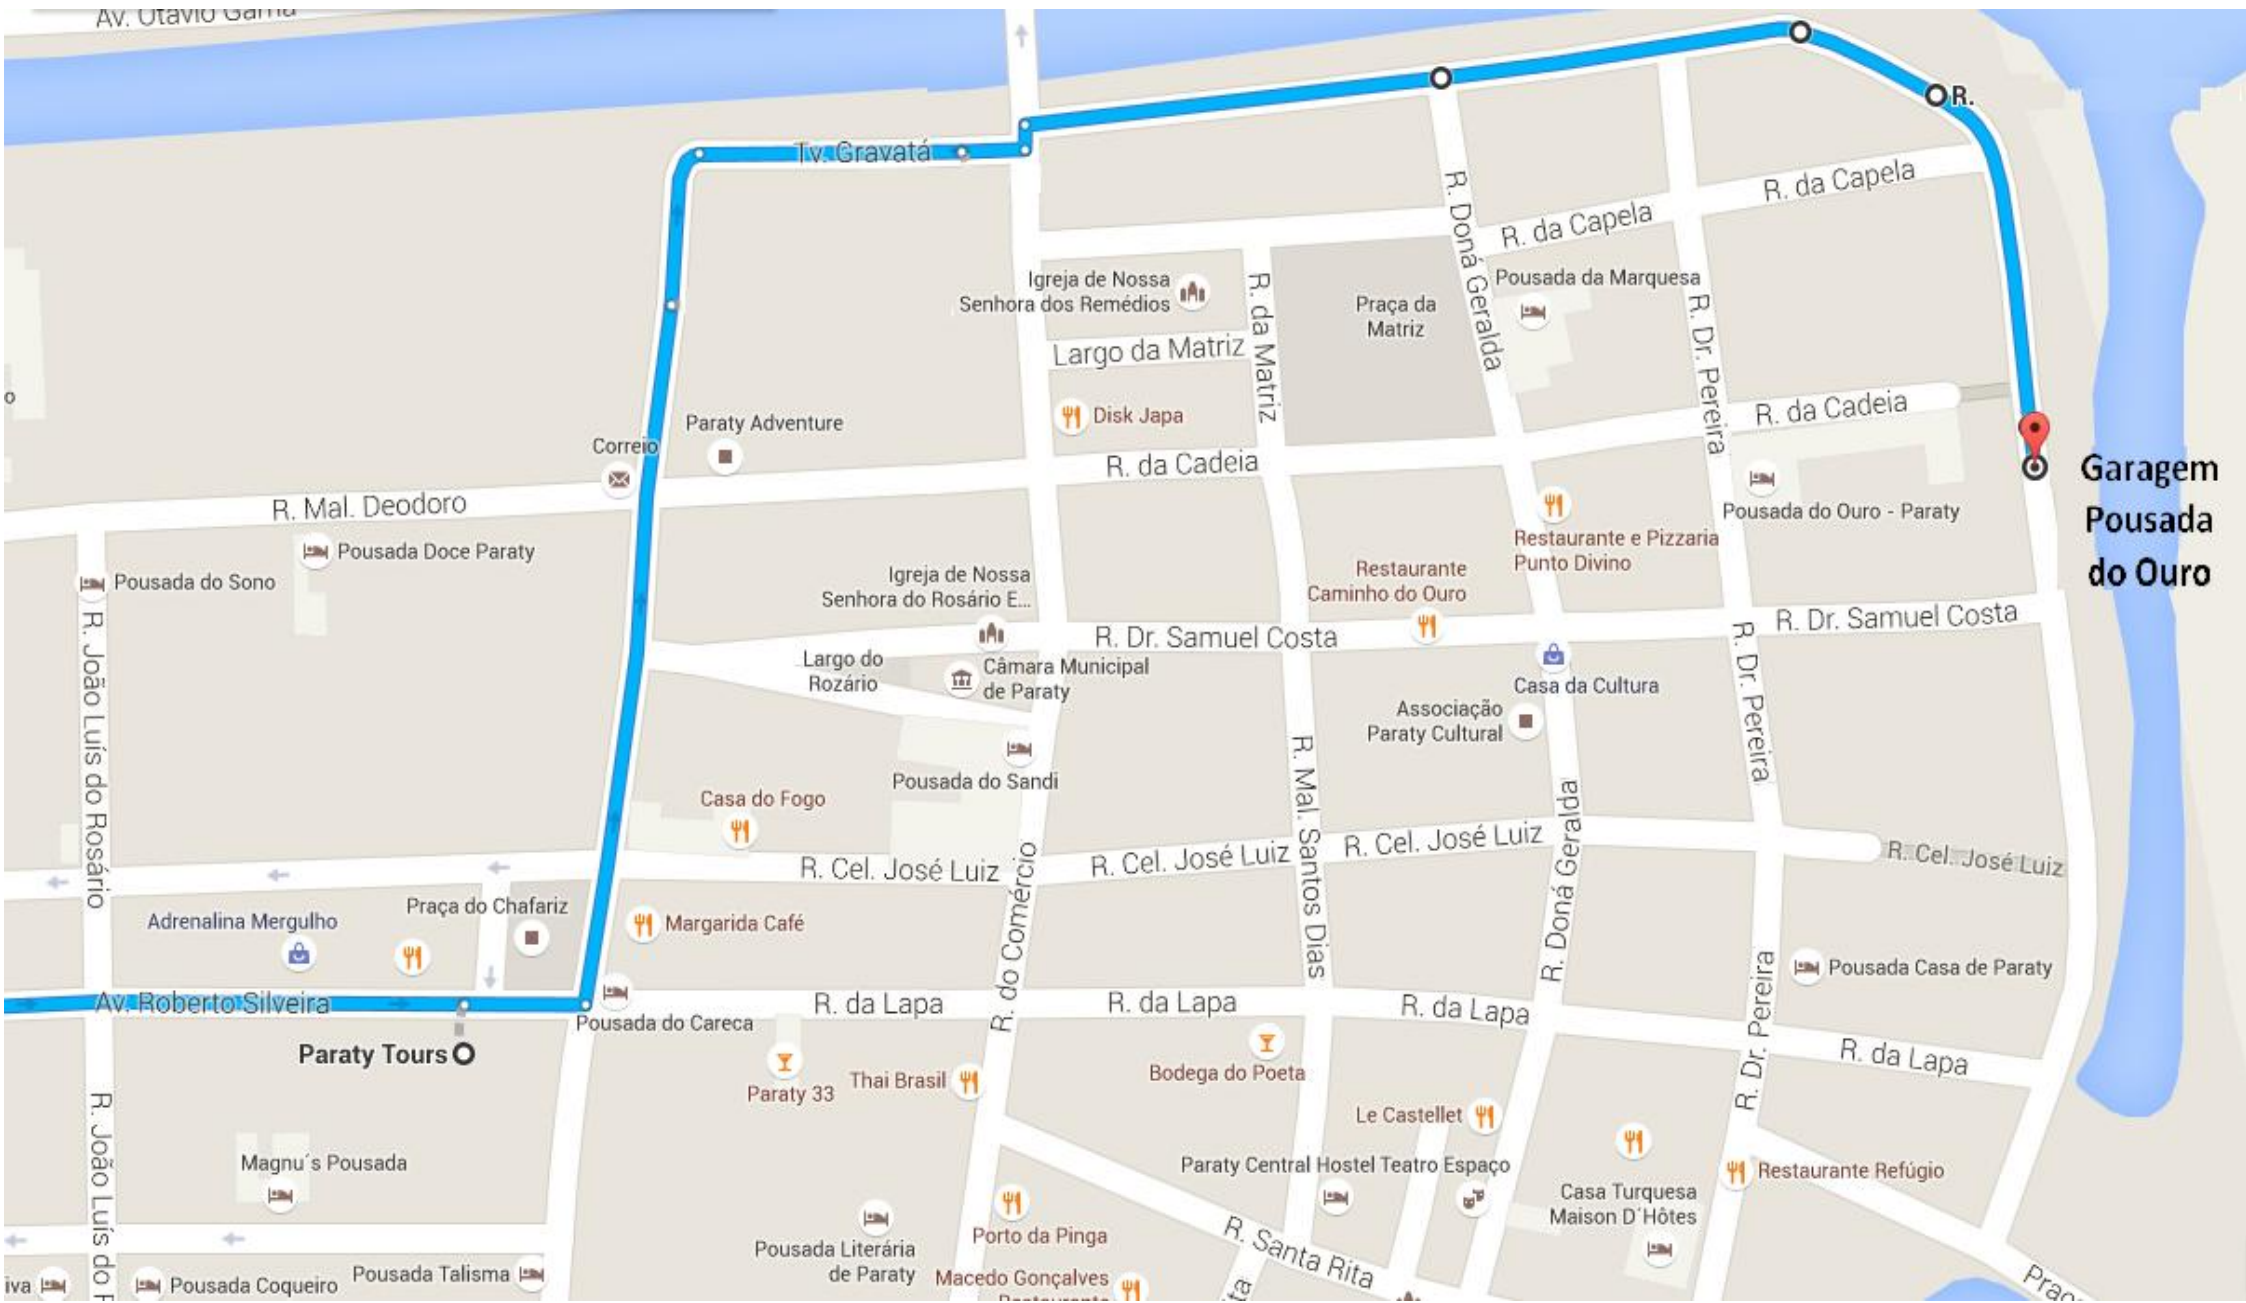 Av. Otávio Gama
R.
Tv. Gravatá
R. da Capela
R. da Capela
R. Doná Geralda
Igreja de Nossa
Senhora dos Remédios
R. da Matriz
Praça da
Matriz
Pousada da Marquesa
R. Dr. Pereira
Largo da Matriz
o
Disk Japa
R. da Cadeia
Paraty Adventure
Correio
R. da Cadeia
Garagem
Pousada
do Ouro
R. Mal. Deodoro
Pousada do Ouro - Paraty
Pousada Doce Paraty
Restaurante e Pizzaria
Punto Divino
Pousada do Sono
Igreja de Nossa
Senhora do Rosário E...
Restaurante
Caminho do Ouro
R. João Luís do Rosário
R. Dr. Samuel Costa
R. Dr. Samuel Costa
R. Dr. Pereira
Largo do
Rozário
Câmara Municipal
de Paraty
Casa da Cultura
Associação
Paraty Cultural
R. Mal. Santos Dias
Pousada do Sandi
Casa do Fogo
R. Doná Geralda
R. Cel. José Luiz
R. Cel. José Luiz
R. Cel. José Luiz
R. Cel. José Luiz
R. do Comércio
Praça do Chafariz
Adrenalina Mergulho
Margarida Café
Pousada Casa de Paraty
R. Dr. Pereira
Av. Roberto Silveira
R. da Lapa
R. da Lapa
R. da Lapa
R. da Lapa
Pousada do Careca
Paraty Tours
Paraty 33
Thai Brasil
Bodega do Poeta
R. João Luís do R
Le Castellet
Magnu´s Pousada
Paraty Central Hostel
Teatro Espaço
Restaurante Refúgio
Casa Turquesa
Maison D´Hôtes
Porto da Pinga
R. Santa Rita
Pousada Literária
de Paraty
Macedo Gonçalves
Restaurante
iva
Pousada Coqueiro
Pousada Talisma
ta
Praç